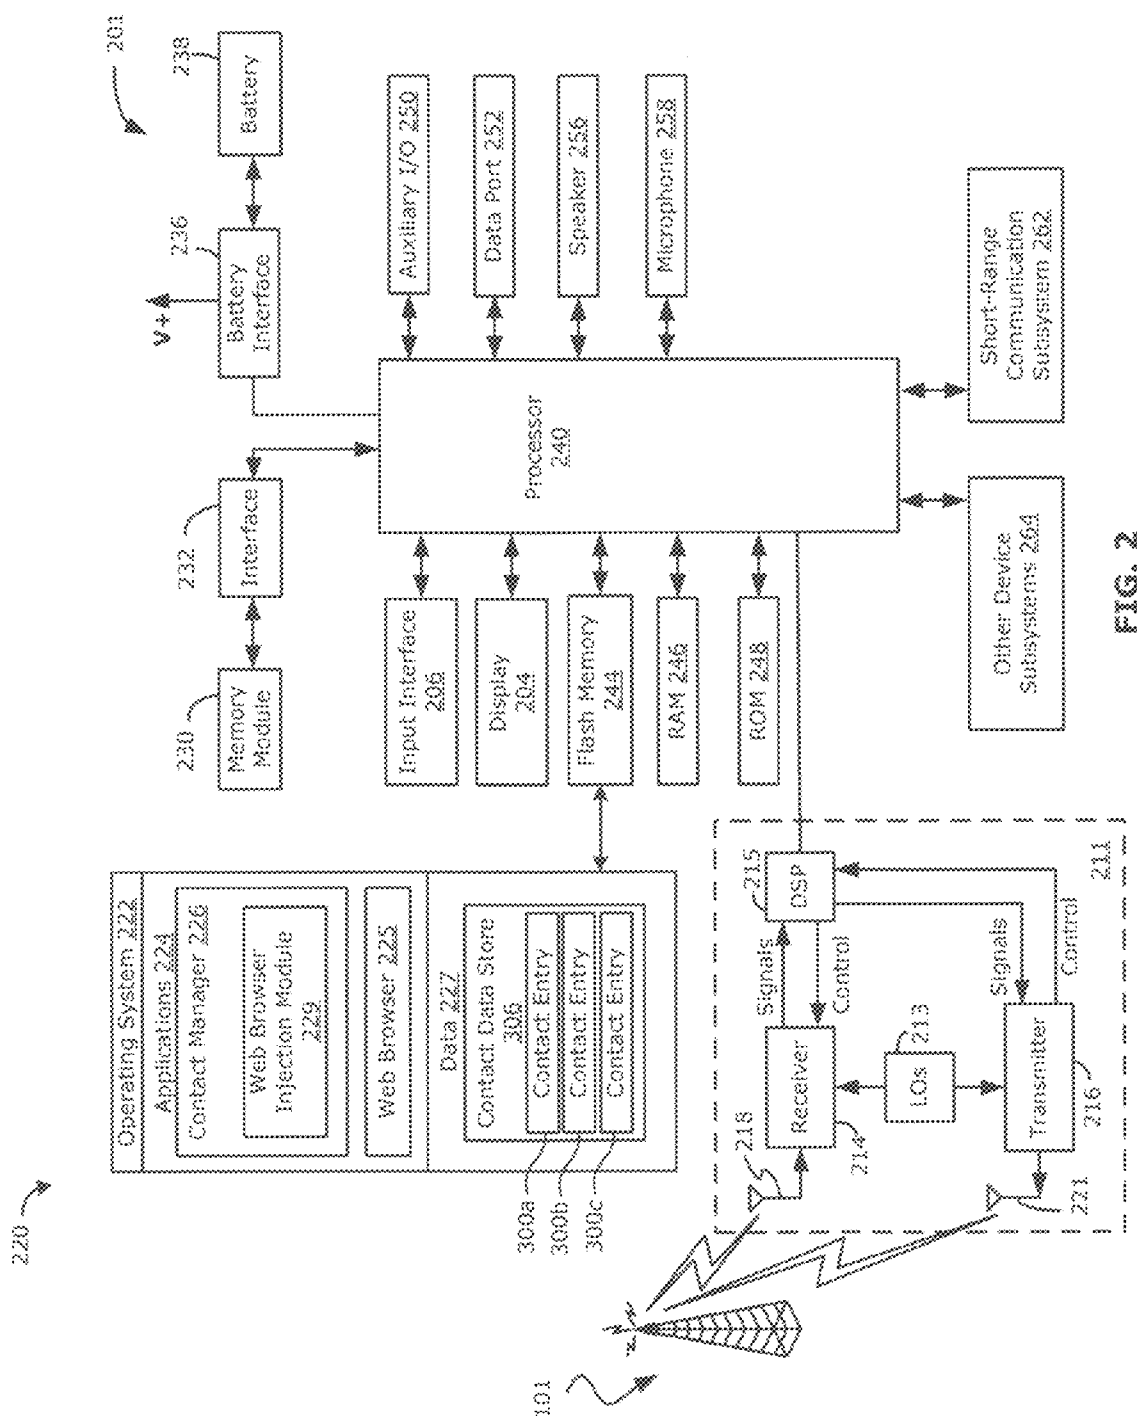 220
Operating System 222
Applications 224
Contact Manager 226
Web Browser
Injection Module
229
Web Browser 225
Data 227
Contact Data Store
306
Contact Entry
Contact Entry
Contact Entry
300a
300b
300c
230
Memory
Module
232
Interface
V+
236
Battery
Interface
238
Battery
201
Input Interface
206
Display
204
Flash Memory
244
RAM 246
ROM 248
Processor
240
Auxiliary I/O 250
Data Port 252
Speaker 256
Microphone 258
101
218
Receiver
214
Signals
Control
215
DSP
LOs
213
Transmitter
216
221
Signals
Control
211
Other Device
Subsystems 264
Short-Range
Communication
Subsystem 262
FIG. 2